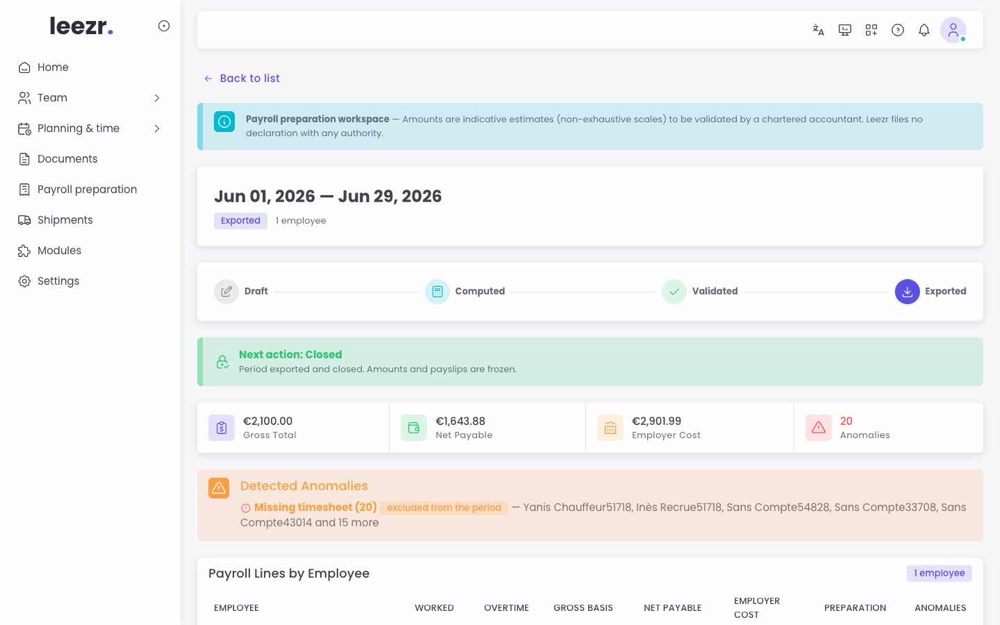 leezr.
Home
Team
Planning & time
Documents
Payroll preparation
Shipments
Modules
Settings
Back to list
Payroll preparation workspace — Amounts are indicative estimates (non-exhaustive scales) to be validated by a chartered accountant. Leezr files no
declaration with any authority.
Jun 01, 2026 — Jun 29, 2026
Exported 1 employee
Draft
Computed
Validated
Exported
Next action: Closed
Period exported and closed. Amounts and payslips are frozen.
€2,100.00
Gross Total
€1,643.88
Net Payable
€2,901.99
Employer Cost
20
Anomalies
Detected Anomalies
Missing timesheet (20) excluded from the period — Yanis Chauffeur51718, Inès Recrue51718, Sans Compte54828, Sans Compte33708, Sans
Compte43014 and 15 more
Payroll Lines by Employee
1 employee
EMPLOYEE
WORKED
OVERTIME
GROSS BASIS
NET PAYABLE
EMPLOYER
COST
PREPARATION
ANOMALIES